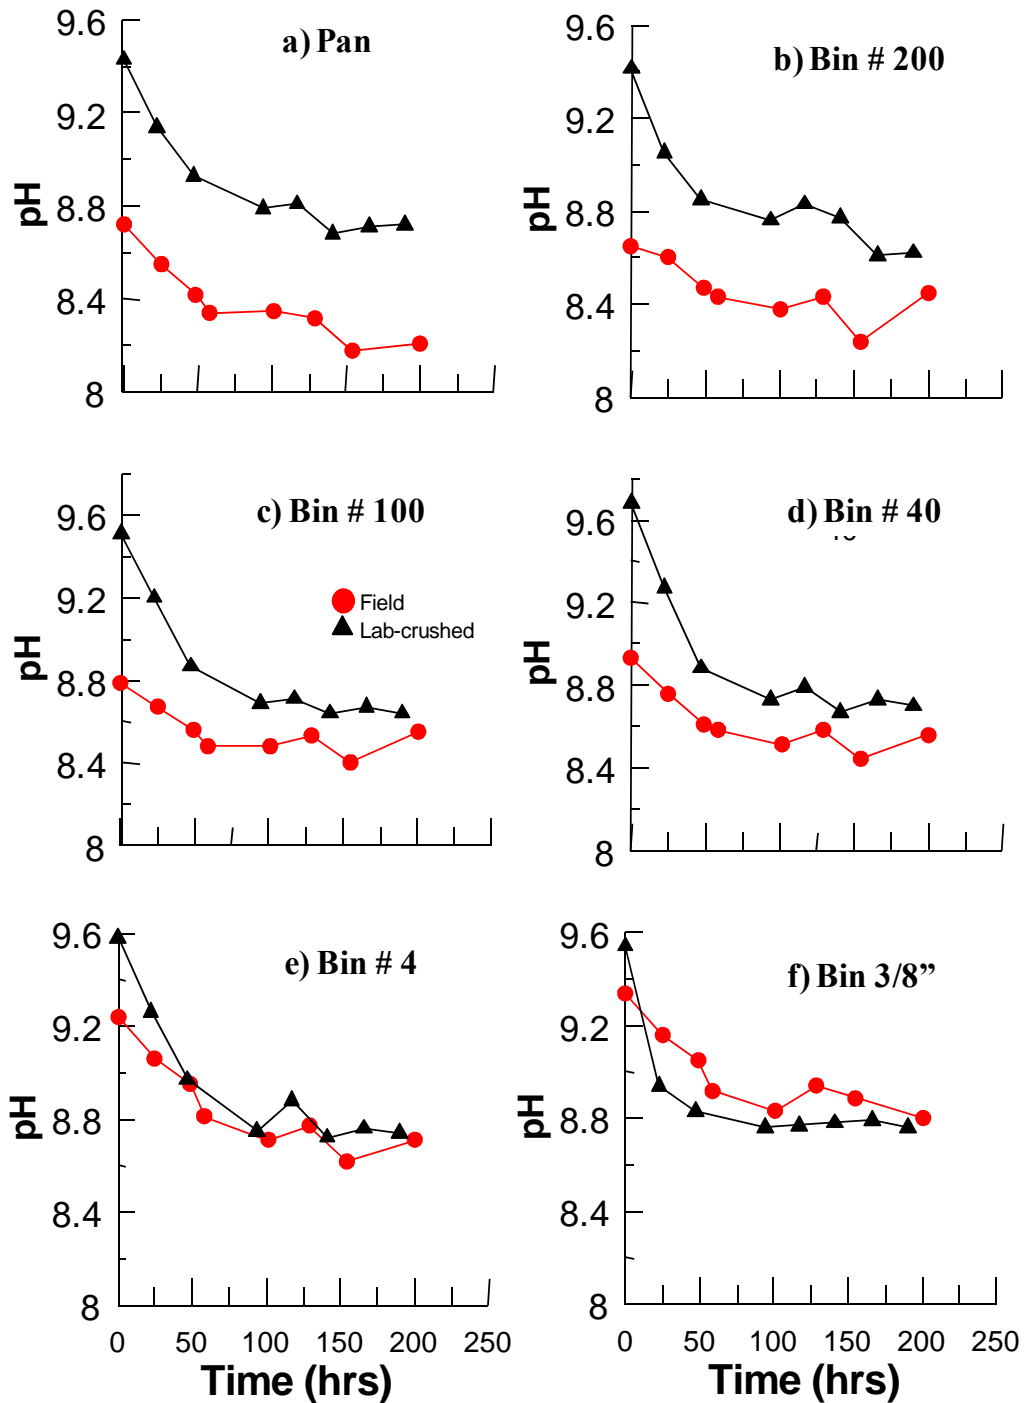 9.6
9.2
8.8
8.4
8
pH
a) Pan
9.6
9.2
8.8
8.4
8
pH
b) Bin # 200
9.6
9.2
8.8
8.4
8
pH
c) Bin # 100
Field
Lab-crushed
9.6
9.2
8.8
8.4
8
pH
d) Bin # 40
9.6
9.2
8.8
8.4
8
pH
e) Bin # 4
0 50 100 150 200 250
Time (hrs)
9.6
9.2
8.8
8.4
8
pH
f) Bin 3/8”
0 50 100 150 200 250
Time (hrs)